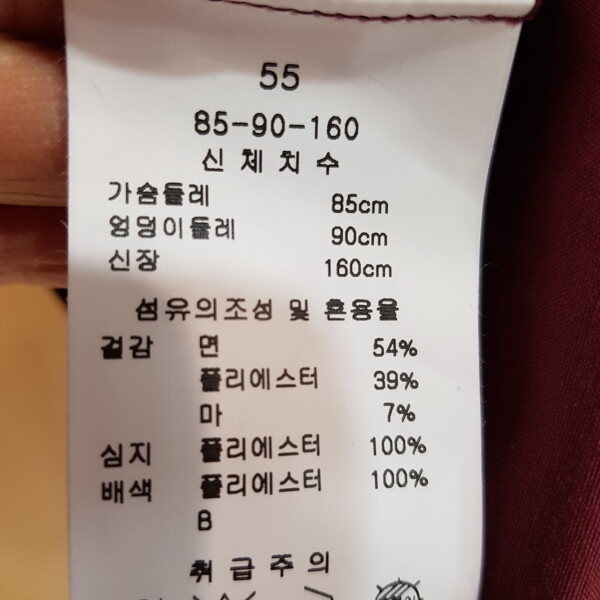 55
85-90-160
신체치수
가슴둘레 85cm
엉덩이둘레 90cm
신장 160cm
섬유의조성 및 혼용율
겉감 면 54%
폴리에스터 39%
마 7%
심지 폴리에스터 100%
배색 폴리에스터 100%
B
취급주의